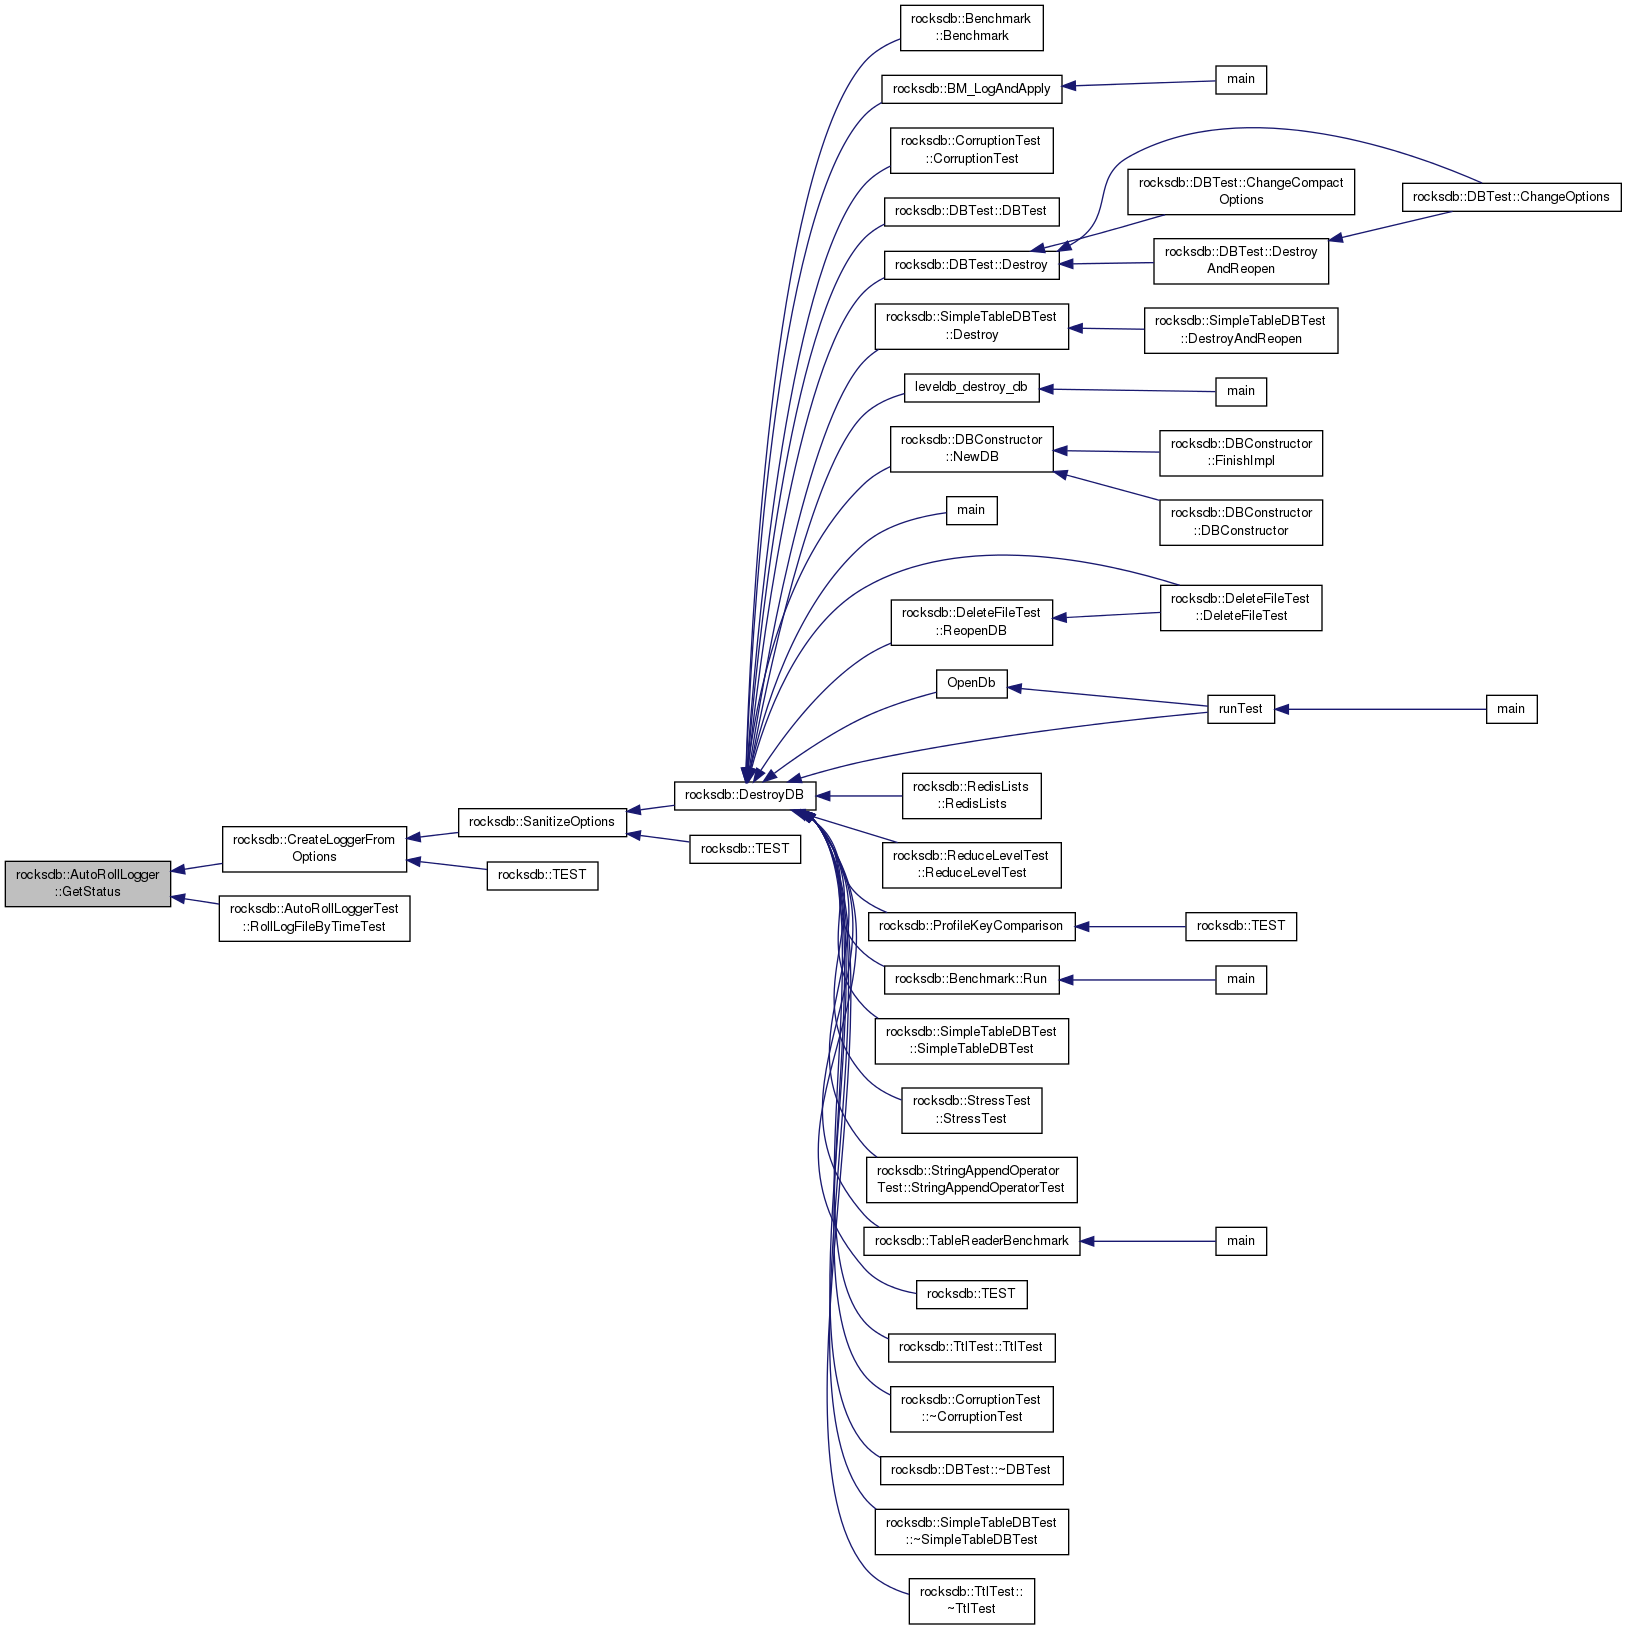 rocksdb::Benchmark
::Benchmark
rocksdb::BM_LogAndApply
main
rocksdb::CorruptionTest
::CorruptionTest
rocksdb::DBTest::ChangeCompact
Options
rocksdb::DBTest::ChangeOptions
rocksdb::DBTest::DBTest
rocksdb::DBTest::Destroy
rocksdb::DBTest::Destroy
AndReopen
rocksdb::SimpleTableDBTest
::Destroy
rocksdb::SimpleTableDBTest
::DestroyAndReopen
leveldb_destroy_db
main
rocksdb::DBConstructor
::NewDB
rocksdb::DBConstructor
::FinishImpl
rocksdb::DBConstructor
::DBConstructor
main
rocksdb::DeleteFileTest
::DeleteFileTest
rocksdb::DeleteFileTest
::ReopenDB
OpenDb
runTest
main
rocksdb::DestroyDB
rocksdb::RedisLists
::RedisLists
rocksdb::SanitizeOptions
rocksdb::TEST
rocksdb::CreateLoggerFrom
Options
rocksdb::TEST
rocksdb::AutoRollLogger
::GetStatus
rocksdb::AutoRollLoggerTest
::RollLogFileByTimeTest
rocksdb::ReduceLevelTest
::ReduceLevelTest
rocksdb::ProfileKeyComparison
rocksdb::TEST
rocksdb::Benchmark::Run
main
rocksdb::SimpleTableDBTest
::SimpleTableDBTest
rocksdb::StressTest
::StressTest
rocksdb::StringAppendOperator
Test::StringAppendOperatorTest
rocksdb::TableReaderBenchmark
main
rocksdb::TEST
rocksdb::TtlTest::TtlTest
rocksdb::CorruptionTest
::~CorruptionTest
rocksdb::DBTest::~DBTest
rocksdb::SimpleTableDBTest
::~SimpleTableDBTest
rocksdb::TtlTest::
~TtlTest